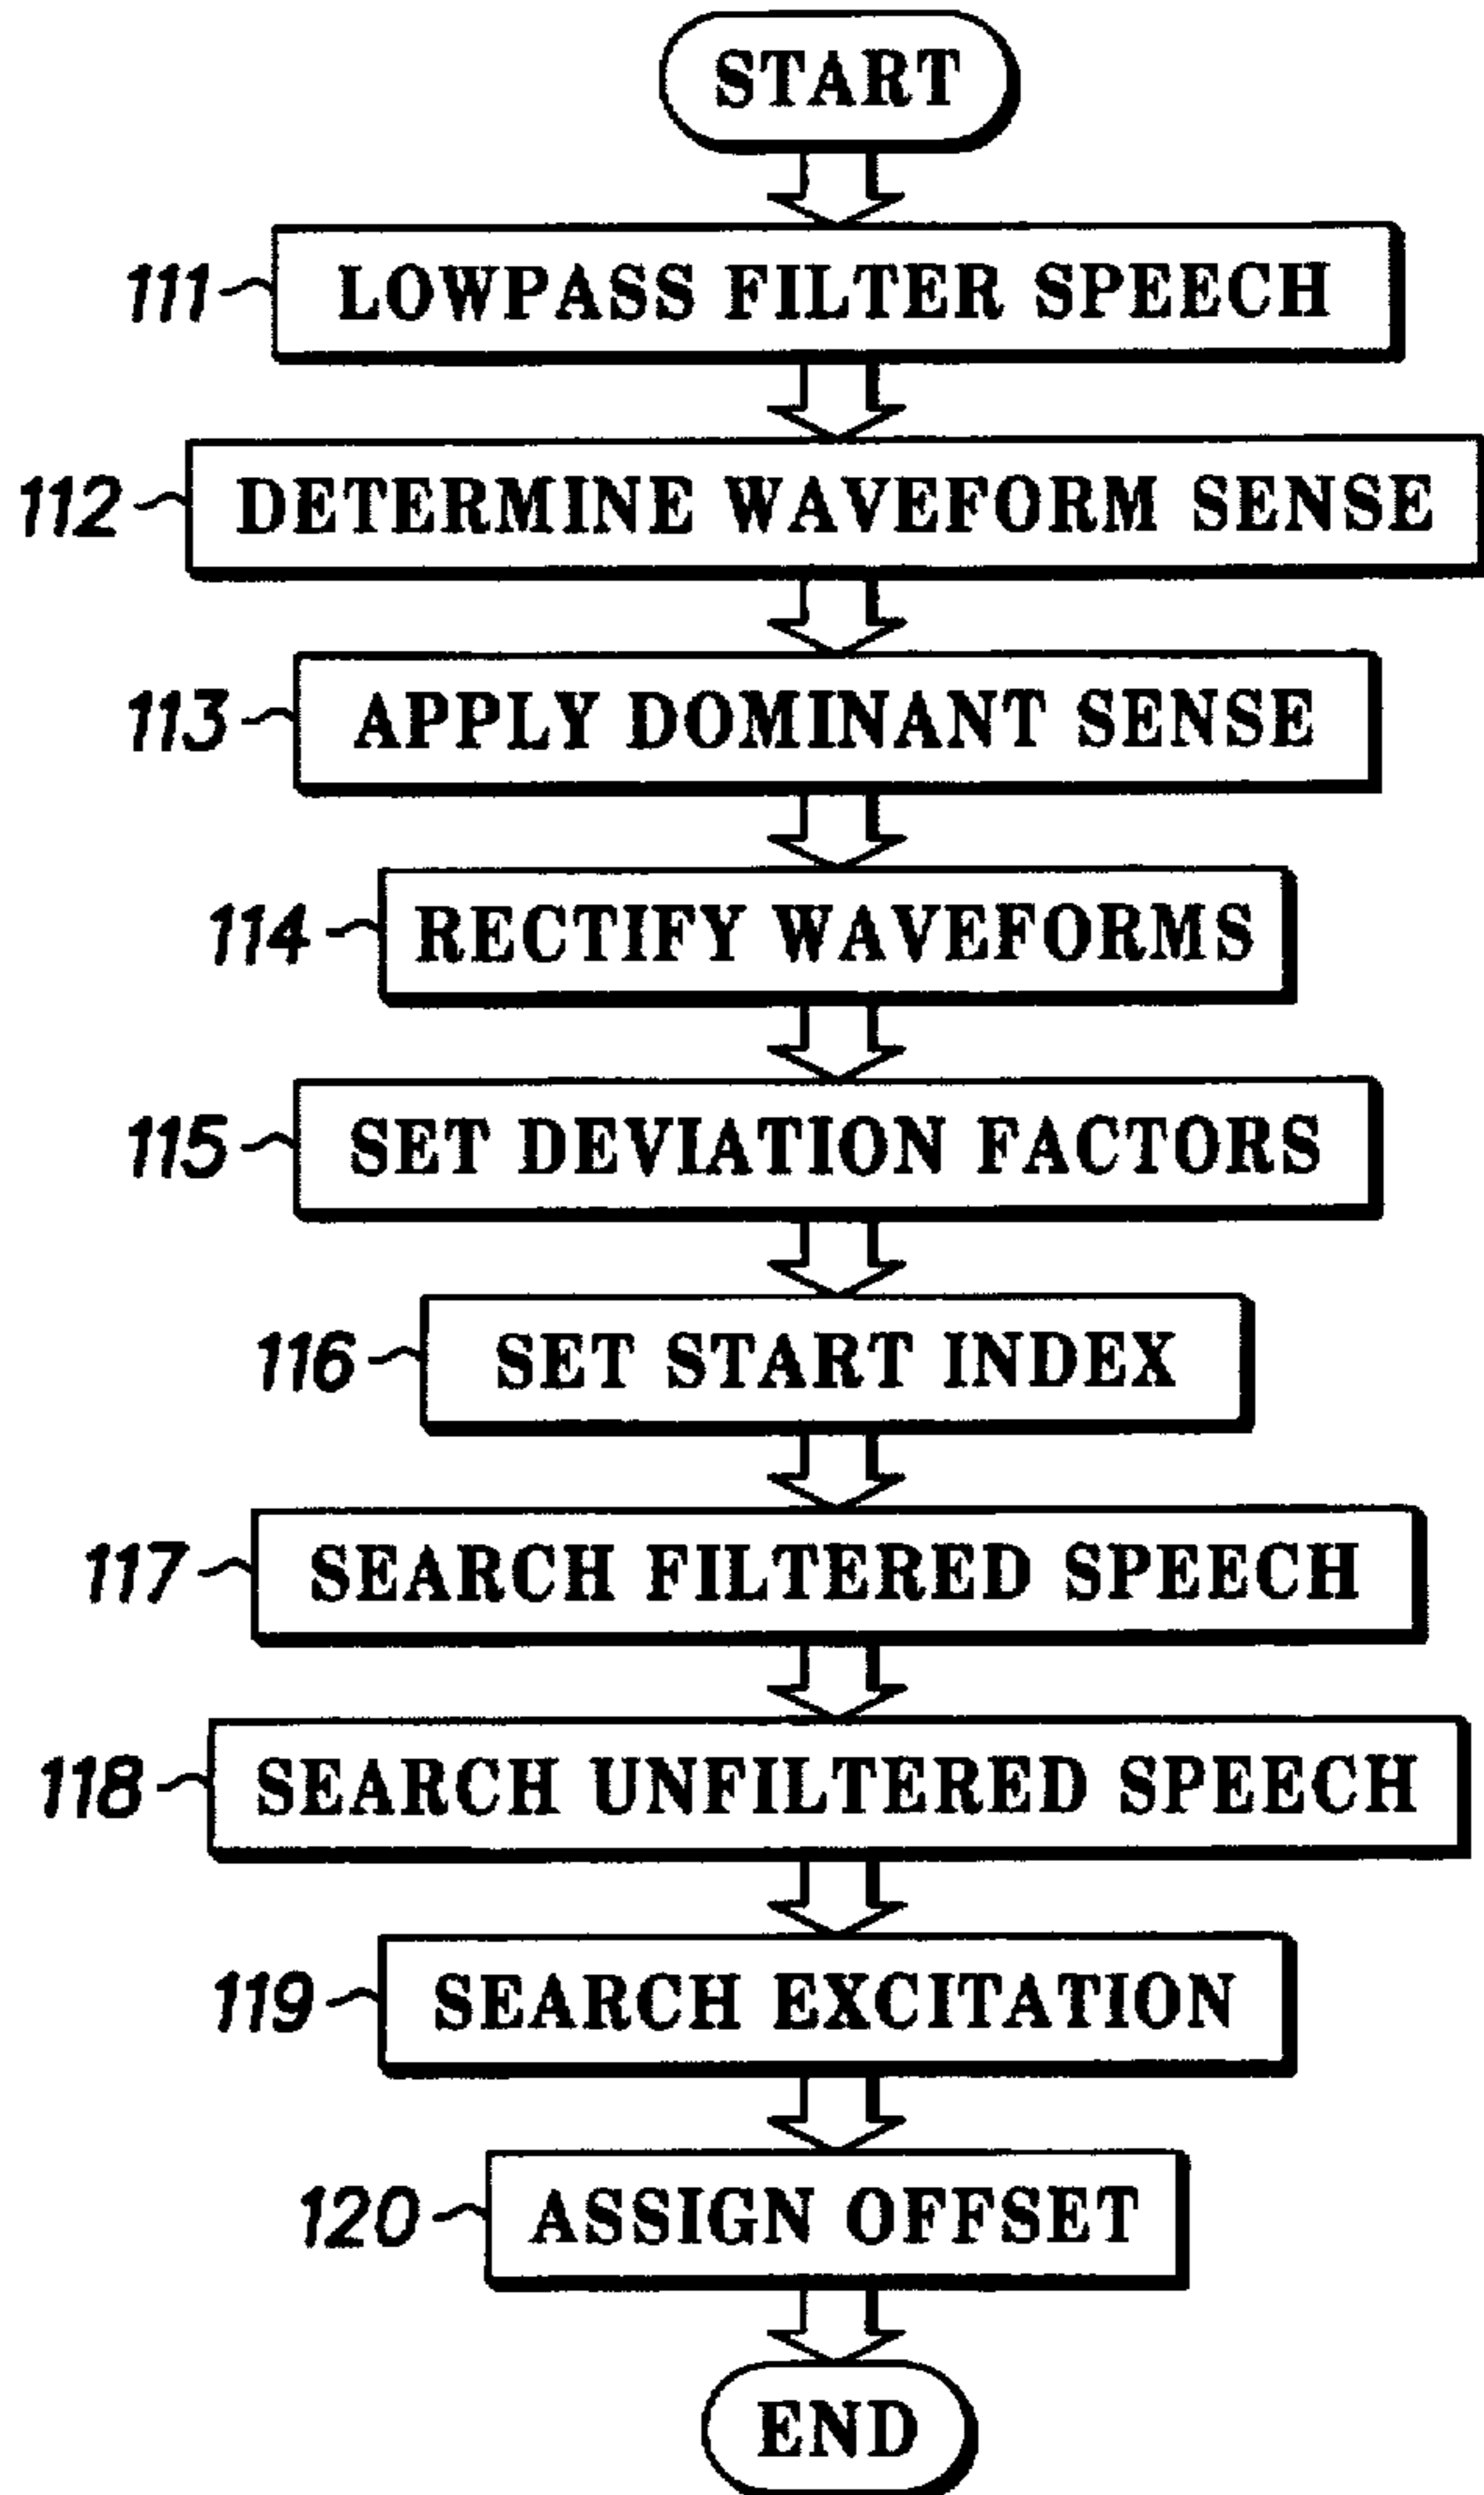 START
111 LOWPASS FILTER SPEECH
112 DETERMINE WAVEFORM SENSE
113 APPLY DOMINANT SENSE
114 RECTIFY WAVEFORMS
115 SET DEVIATION FACTORS
116 SET START INDEX
117 SEARCH FILTERED SPEECH
118 SEARCH UNFILTERED SPEECH
119 SEARCH EXCITATION
120 ASSIGN OFFSET
END